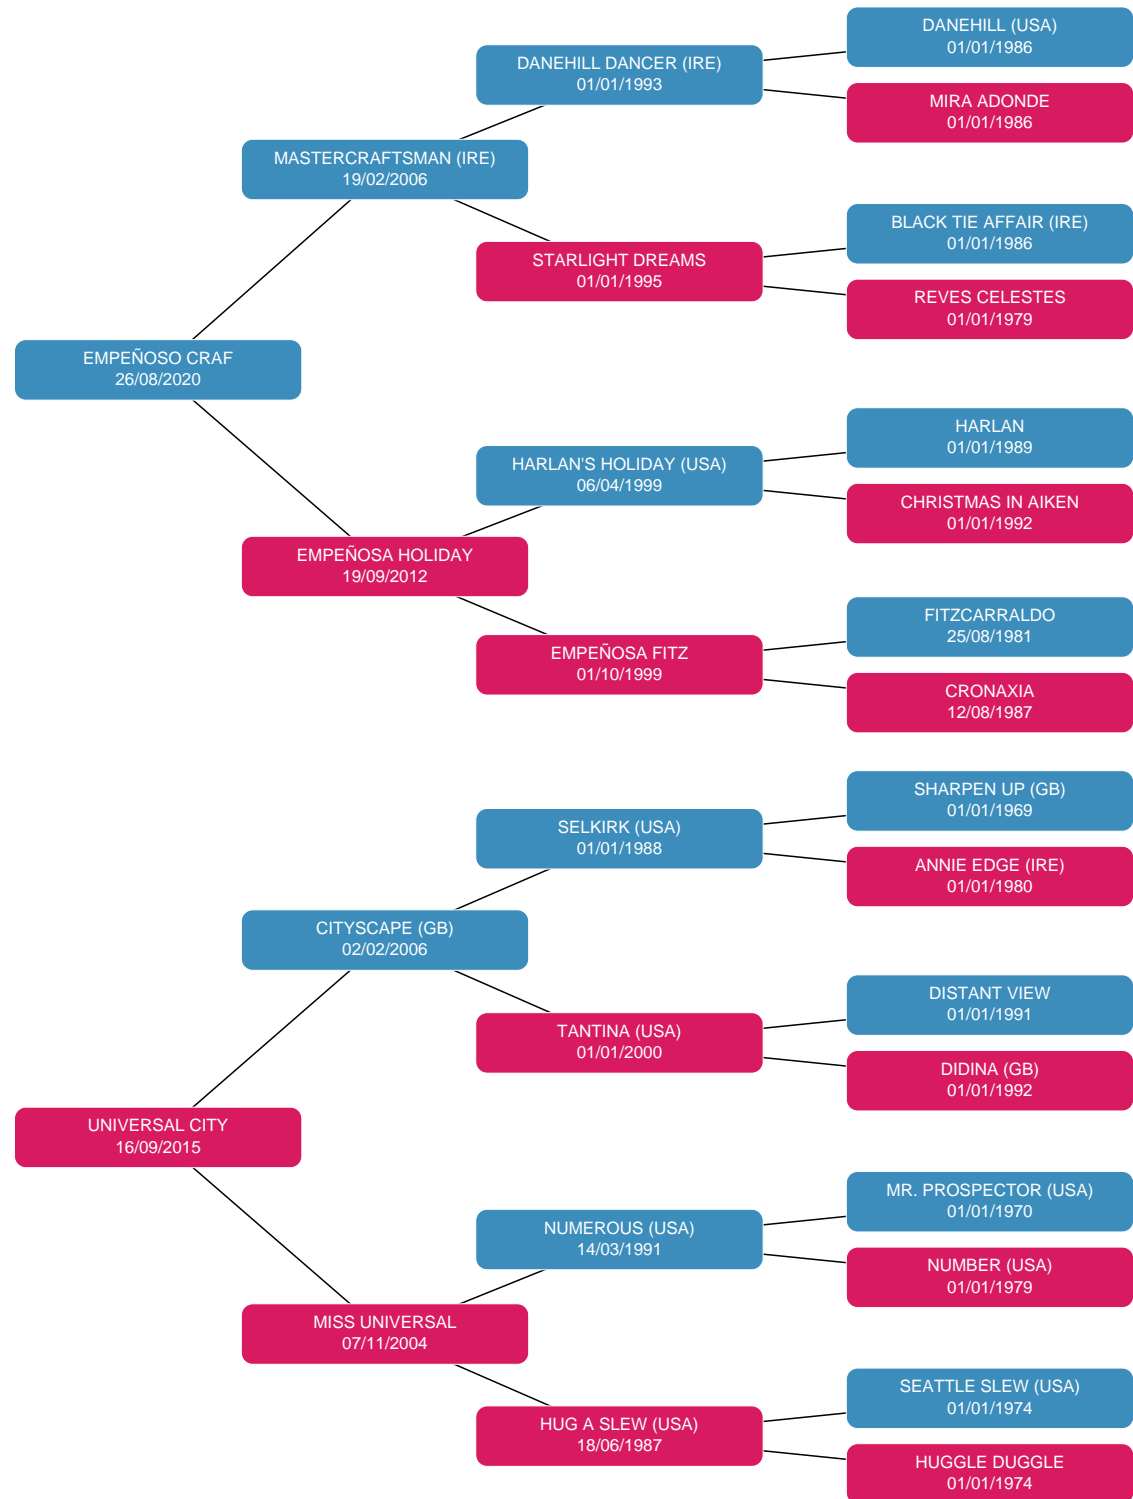 DANEHILL (USA)
01/01/1986
DANEHILL DANCER (IRE)
01/01/1993
MIRA ADONDE
01/01/1986
MASTERCRAFTSMAN (IRE)
19/02/2006
BLACK TIE AFFAIR (IRE)
01/01/1986
STARLIGHT DREAMS
01/01/1995
REVES CELESTES
01/01/1979
EMPEÑOSO CRAF
26/08/2020
HARLAN
01/01/1989
HARLAN'S HOLIDAY (USA)
06/04/1999
CHRISTMAS IN AIKEN
01/01/1992
EMPEÑOSA HOLIDAY
19/09/2012
FITZCARRALDO
25/08/1981
EMPEÑOSA FITZ
01/10/1999
CRONAXIA
12/08/1987
SHARPEN UP (GB)
01/01/1969
SELKIRK (USA)
01/01/1988
ANNIE EDGE (IRE)
01/01/1980
CITYSCAPE (GB)
02/02/2006
DISTANT VIEW
01/01/1991
TANTINA (USA)
01/01/2000
DIDINA (GB)
01/01/1992
UNIVERSAL CITY
16/09/2015
MR. PROSPECTOR (USA)
01/01/1970
NUMEROUS (USA)
14/03/1991
NUMBER (USA)
01/01/1979
MISS UNIVERSAL
07/11/2004
SEATTLE SLEW (USA)
01/01/1974
HUG A SLEW (USA)
18/06/1987
HUGGLE DUGGLE
01/01/1974